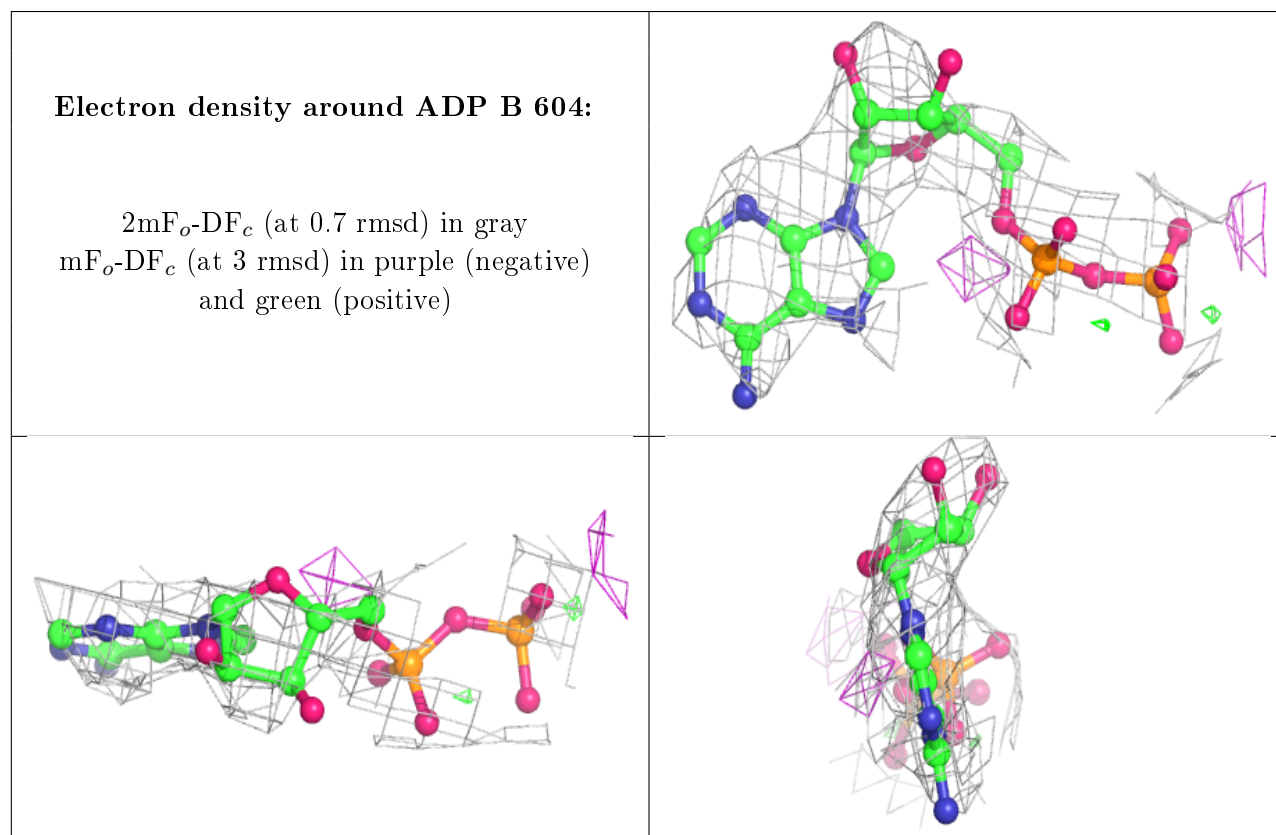 Electron density around ADP B 604:
2mFo-DFc (at 0.7 rmsd) in gray
mFo-DFc (at 3 rmsd) in purple (negative)
and green (positive)